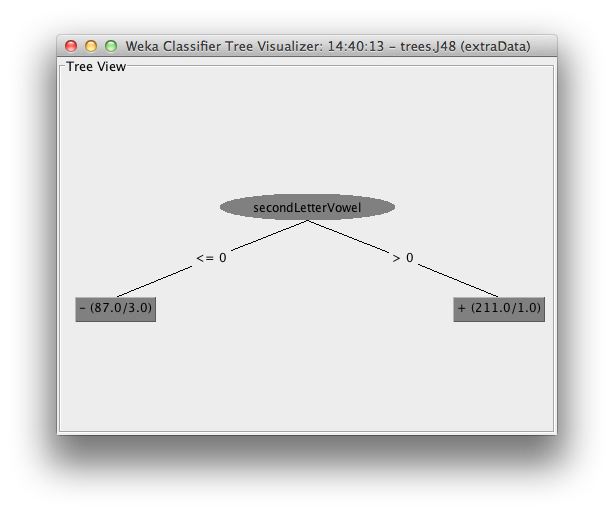 Weka Classifier Tree Visualizer: 14:40:13 – trees.J48 (extraData)
Tree View
secondLetterVowel
<= 0
> 0
– (87.0/3.0)
+ (211.0/1.0)